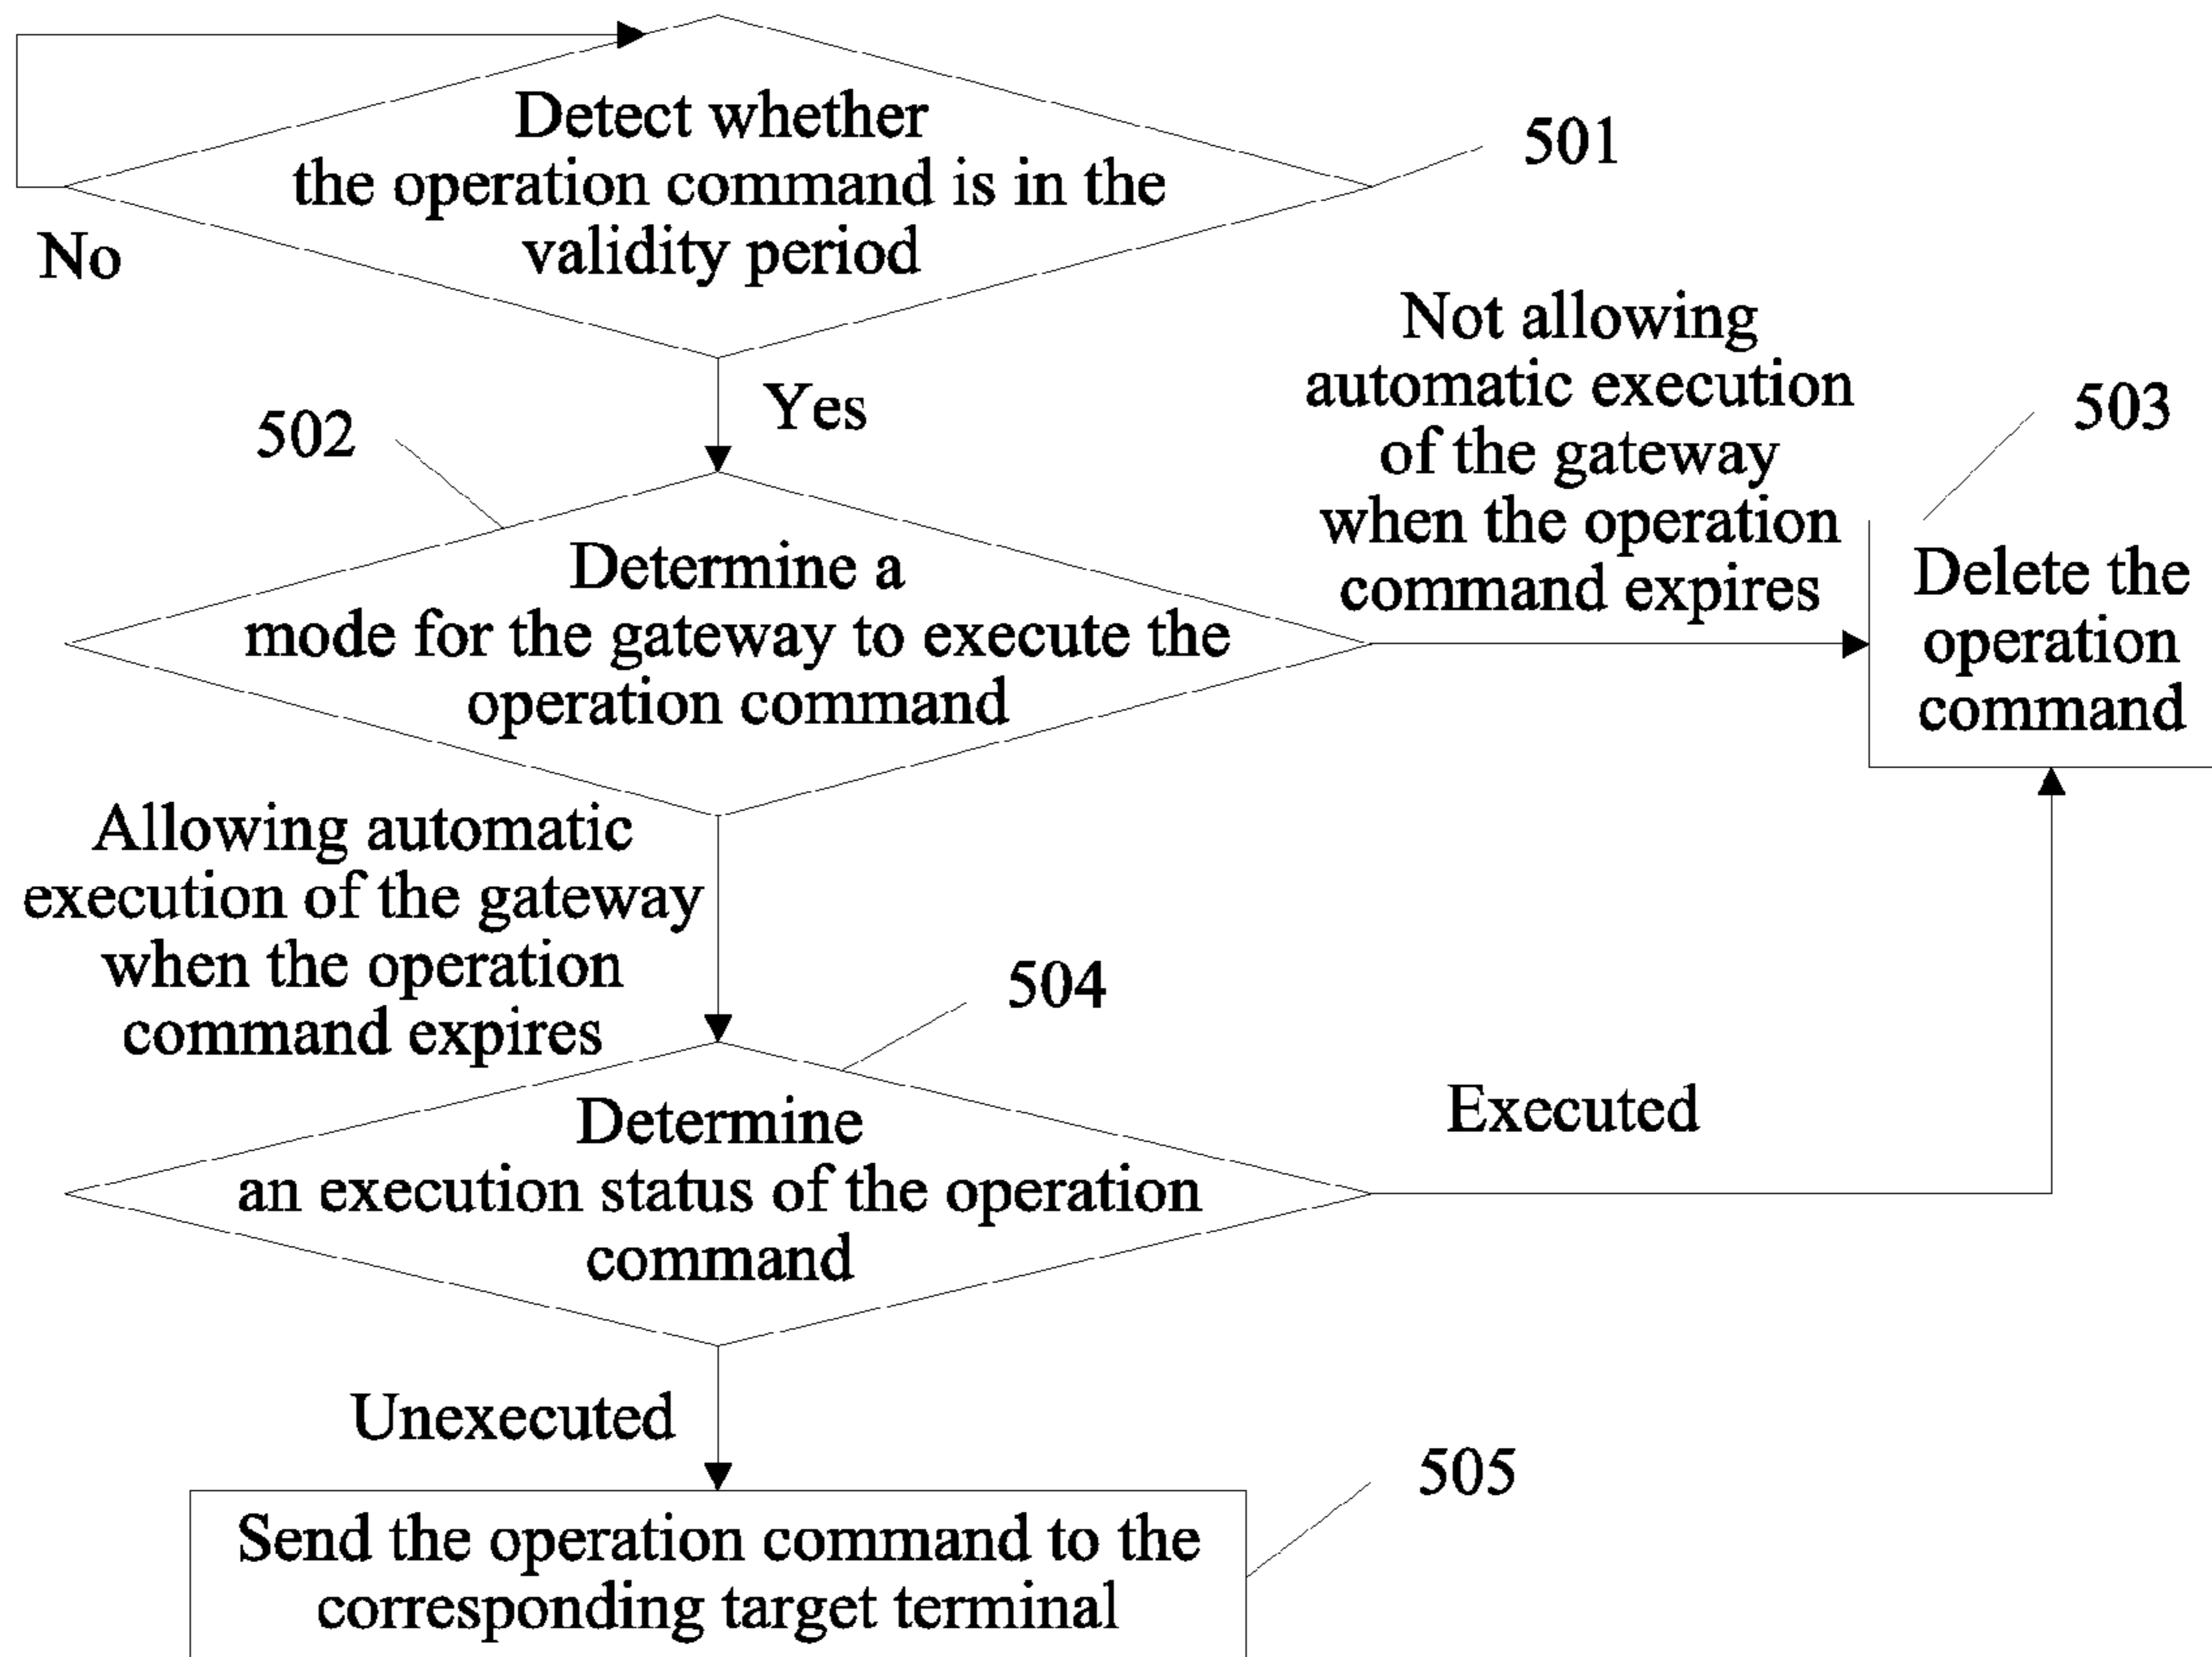 Detect whether
the operation command is in the
validity period
501
No
Yes
Not allowing
automatic execution
of the gateway
when the operation
command expires
503
502
Determine a
mode for the gateway to execute the
operation command
Delete the
operation
command
Allowing automatic
execution of the gateway
when the operation
command expires
504
Determine
an execution status of the operation
command
Executed
Unexecuted
505
Send the operation command to the
corresponding target terminal